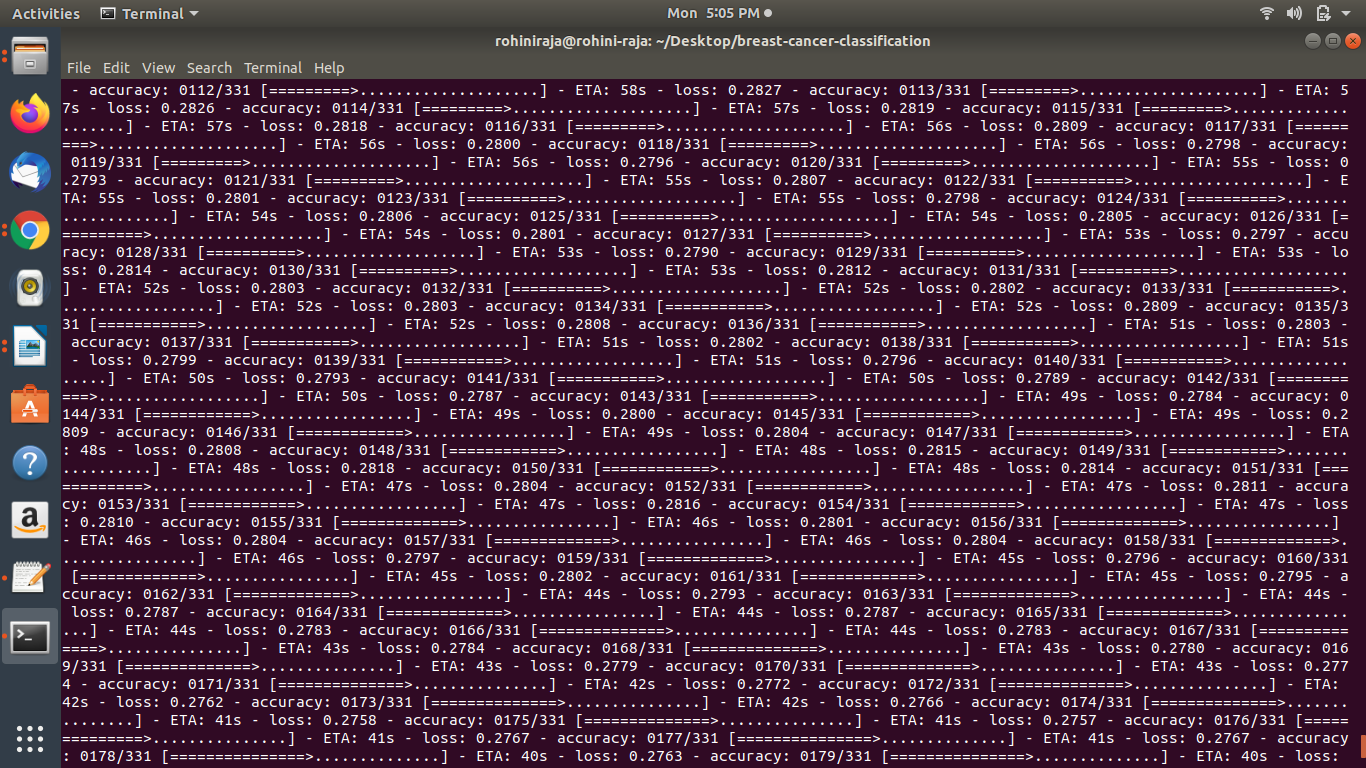 Activities Terminal Mon 5:05 PM
rohiniraja@rohini-raja: ~/Desktop/breast-cancer-classification
File Edit View Search Terminal Help
- accuracy: 0112/331 [=========>....................] - ETA: 58s - loss: 0.2827 - accuracy: 0113/331 [=========>....................] - ETA: 5
7s - loss: 0.2826 - accuracy: 0114/331 [=========>....................] - ETA: 57s - loss: 0.2819 - accuracy: 0115/331 [=========>.............
.......] - ETA: 57s - loss: 0.2818 - accuracy: 0116/331 [=========>....................] - ETA: 56s - loss: 0.2809 - accuracy: 0117/331 [======
===>....................] - ETA: 56s - loss: 0.2800 - accuracy: 0118/331 [=========>....................] - ETA: 56s - loss: 0.2798 - accuracy:
0119/331 [=========>....................] - ETA: 56s - loss: 0.2796 - accuracy: 0120/331 [=========>....................] - ETA: 55s - loss: 0
.2793 - accuracy: 0121/331 [=========>....................] - ETA: 55s - loss: 0.2807 - accuracy: 0122/331 [=========>....................] - E
TA: 55s - loss: 0.2801 - accuracy: 0123/331 [==========>...................] - ETA: 55s - loss: 0.2798 - accuracy: 0124/331 [==========>.......
............] - ETA: 54s - loss: 0.2806 - accuracy: 0125/331 [==========>...................] - ETA: 54s - loss: 0.2805 - accuracy: 0126/331 [=
=========>...................] - ETA: 54s - loss: 0.2801 - accuracy: 0127/331 [==========>...................] - ETA: 53s - loss: 0.2797 - accu
racy: 0128/331 [==========>...................] - ETA: 53s - loss: 0.2790 - accuracy: 0129/331 [==========>...................] - ETA: 53s - lo
ss: 0.2814 - accuracy: 0130/331 [==========>...................] - ETA: 53s - loss: 0.2812 - accuracy: 0131/331 [==========>...................
] - ETA: 52s - loss: 0.2803 - accuracy: 0132/331 [==========>...................] - ETA: 52s - loss: 0.2802 - accuracy: 0133/331 [===========>.
.................] - ETA: 52s - loss: 0.2803 - accuracy: 0134/331 [===========>..................] - ETA: 52s - loss: 0.2809 - accuracy: 0135/3
31 [===========>..................] - ETA: 52s - loss: 0.2808 - accuracy: 0136/331 [===========>..................] - ETA: 51s - loss: 0.2803 -
accuracy: 0137/331 [===========>..................] - ETA: 51s - loss: 0.2802 - accuracy: 0138/331 [===========>..................] - ETA: 51s
- loss: 0.2799 - accuracy: 0139/331 [===========>..................] - ETA: 51s - loss: 0.2796 - accuracy: 0140/331 [===========>.............
.....] - ETA: 50s - loss: 0.2793 - accuracy: 0141/331 [===========>..................] - ETA: 50s - loss: 0.2789 - accuracy: 0142/331 [========
===>..................] - ETA: 50s - loss: 0.2787 - accuracy: 0143/331 [===========>..................] - ETA: 49s - loss: 0.2784 - accuracy: 0
144/331 [============>.................] - ETA: 49s - loss: 0.2800 - accuracy: 0145/331 [============>.................] - ETA: 49s - loss: 0.2
809 - accuracy: 0146/331 [============>.................] - ETA: 49s - loss: 0.2804 - accuracy: 0147/331 [============>.................] - ETA
: 48s - loss: 0.2808 - accuracy: 0148/331 [============>.................] - ETA: 48s - loss: 0.2815 - accuracy: 0149/331 [============>.......
..........] - ETA: 48s - loss: 0.2818 - accuracy: 0150/331 [============>.................] - ETA: 48s - loss: 0.2814 - accuracy: 0151/331 [===
=========>.................] - ETA: 47s - loss: 0.2804 - accuracy: 0152/331 [============>.................] - ETA: 47s - loss: 0.2811 - accura
cy: 0153/331 [============>.................] - ETA: 47s - loss: 0.2816 - accuracy: 0154/331 [============>.................] - ETA: 47s - loss
: 0.2810 - accuracy: 0155/331 [=============>................] - ETA: 46s - loss: 0.2801 - accuracy: 0156/331 [=============>................]
- ETA: 46s - loss: 0.2804 - accuracy: 0157/331 [=============>................] - ETA: 46s - loss: 0.2804 - accuracy: 0158/331 [=============>.
...............] - ETA: 46s - loss: 0.2797 - accuracy: 0159/331 [=============>................] - ETA: 45s - loss: 0.2796 - accuracy: 0160/331
[=============>................] - ETA: 45s - loss: 0.2802 - accuracy: 0161/331 [=============>................] - ETA: 45s - loss: 0.2795 - a
ccuracy: 0162/331 [=============>................] - ETA: 44s - loss: 0.2793 - accuracy: 0163/331 [=============>................] - ETA: 44s -
loss: 0.2787 - accuracy: 0164/331 [=============>................] - ETA: 44s - loss: 0.2787 - accuracy: 0165/331 [=============>.............
...] - ETA: 44s - loss: 0.2783 - accuracy: 0166/331 [==============>...............] - ETA: 44s - loss: 0.2783 - accuracy: 0167/331 [==========
====>...............] - ETA: 43s - loss: 0.2784 - accuracy: 0168/331 [==============>...............] - ETA: 43s - loss: 0.2780 - accuracy: 016
9/331 [==============>...............] - ETA: 43s - loss: 0.2779 - accuracy: 0170/331 [==============>...............] - ETA: 43s - loss: 0.277
4 - accuracy: 0171/331 [==============>...............] - ETA: 42s - loss: 0.2772 - accuracy: 0172/331 [==============>...............] - ETA:
42s - loss: 0.2762 - accuracy: 0173/331 [==============>...............] - ETA: 42s - loss: 0.2766 - accuracy: 0174/331 [==============>.......
........] - ETA: 41s - loss: 0.2758 - accuracy: 0175/331 [==============>...............] - ETA: 41s - loss: 0.2757 - accuracy: 0176/331 [=====
==========>..............] - ETA: 41s - loss: 0.2767 - accuracy: 0177/331 [===============>..............] - ETA: 41s - loss: 0.2767 - accuracy
: 0178/331 [===============>..............] - ETA: 40s - loss: 0.2763 - accuracy: 0179/331 [===============>..............] - ETA: 40s - loss: